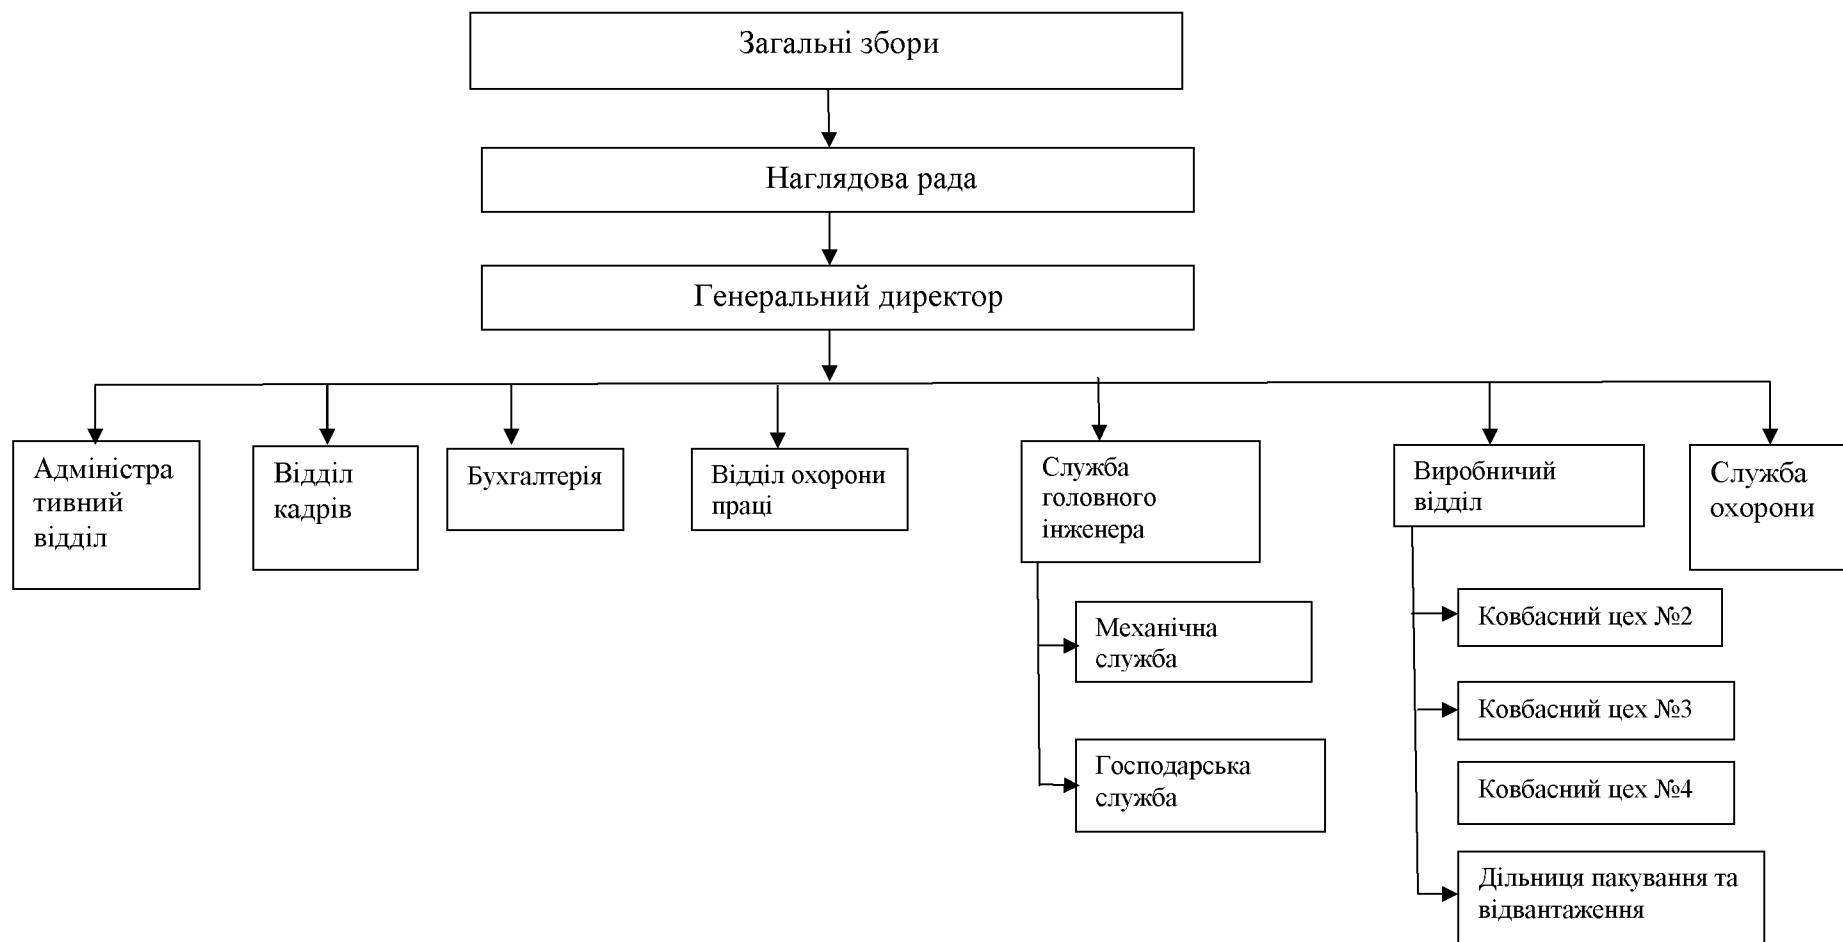 Загальні збори
Наглядова рада
Генеральний директор
Адміністра
тивний
відділ
Відділ
кадрів
Бухгалтерія
Відділ охорони
праці
Служба
головного
інженера
Виробничий
відділ
Служба
охорони
Механічна
служба
Господарська
служба
Ковбасний цех №2
Ковбасний цех №3
Ковбасний цех №4
Дільниця пакування та
відвантаження